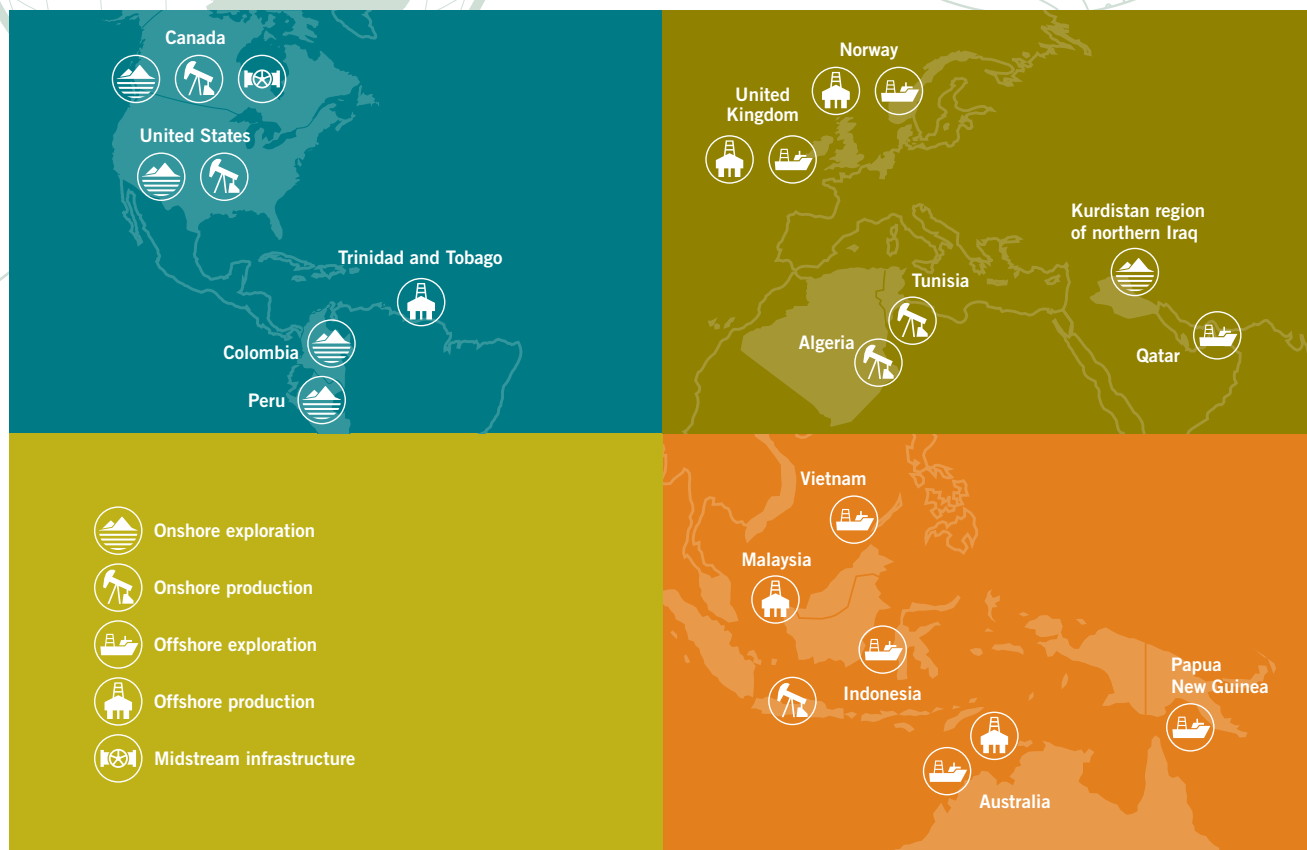 Canada
United States
Trinidad and Tobago
Colombia
Peru
Norway
United
Kingdom
Kurdistan region
of northern Iraq
Tunisia
Algeria
Qatar
Onshore exploration
Onshore production
Offshore exploration
Offshore production
Midstream infrastructure
Vietnam
Malaysia
Indonesia
Papua
New Guinea
Australia